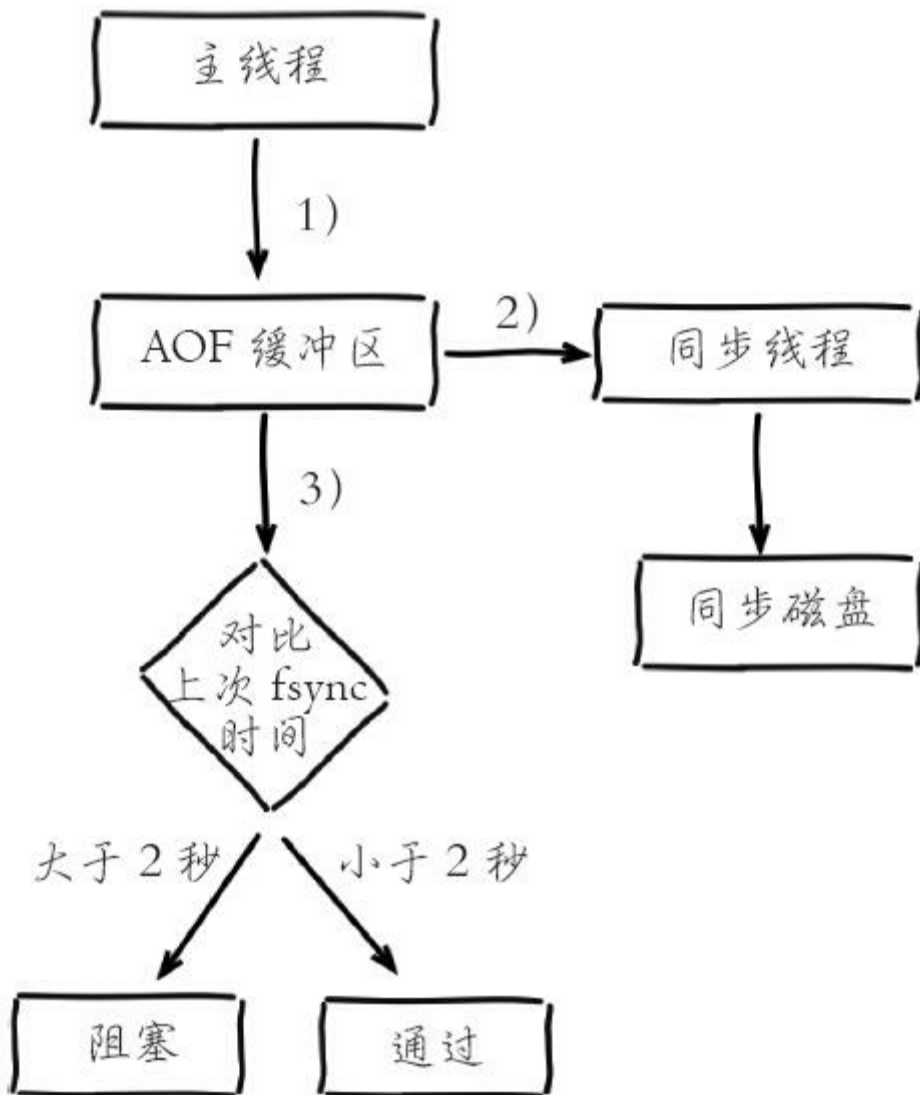 主线程
1)
AOF 缓冲区
2)
同步线程
3)
同步磁盘
对比
上次 fsync
时间
大于 2 秒
小于 2 秒
阻塞
通过